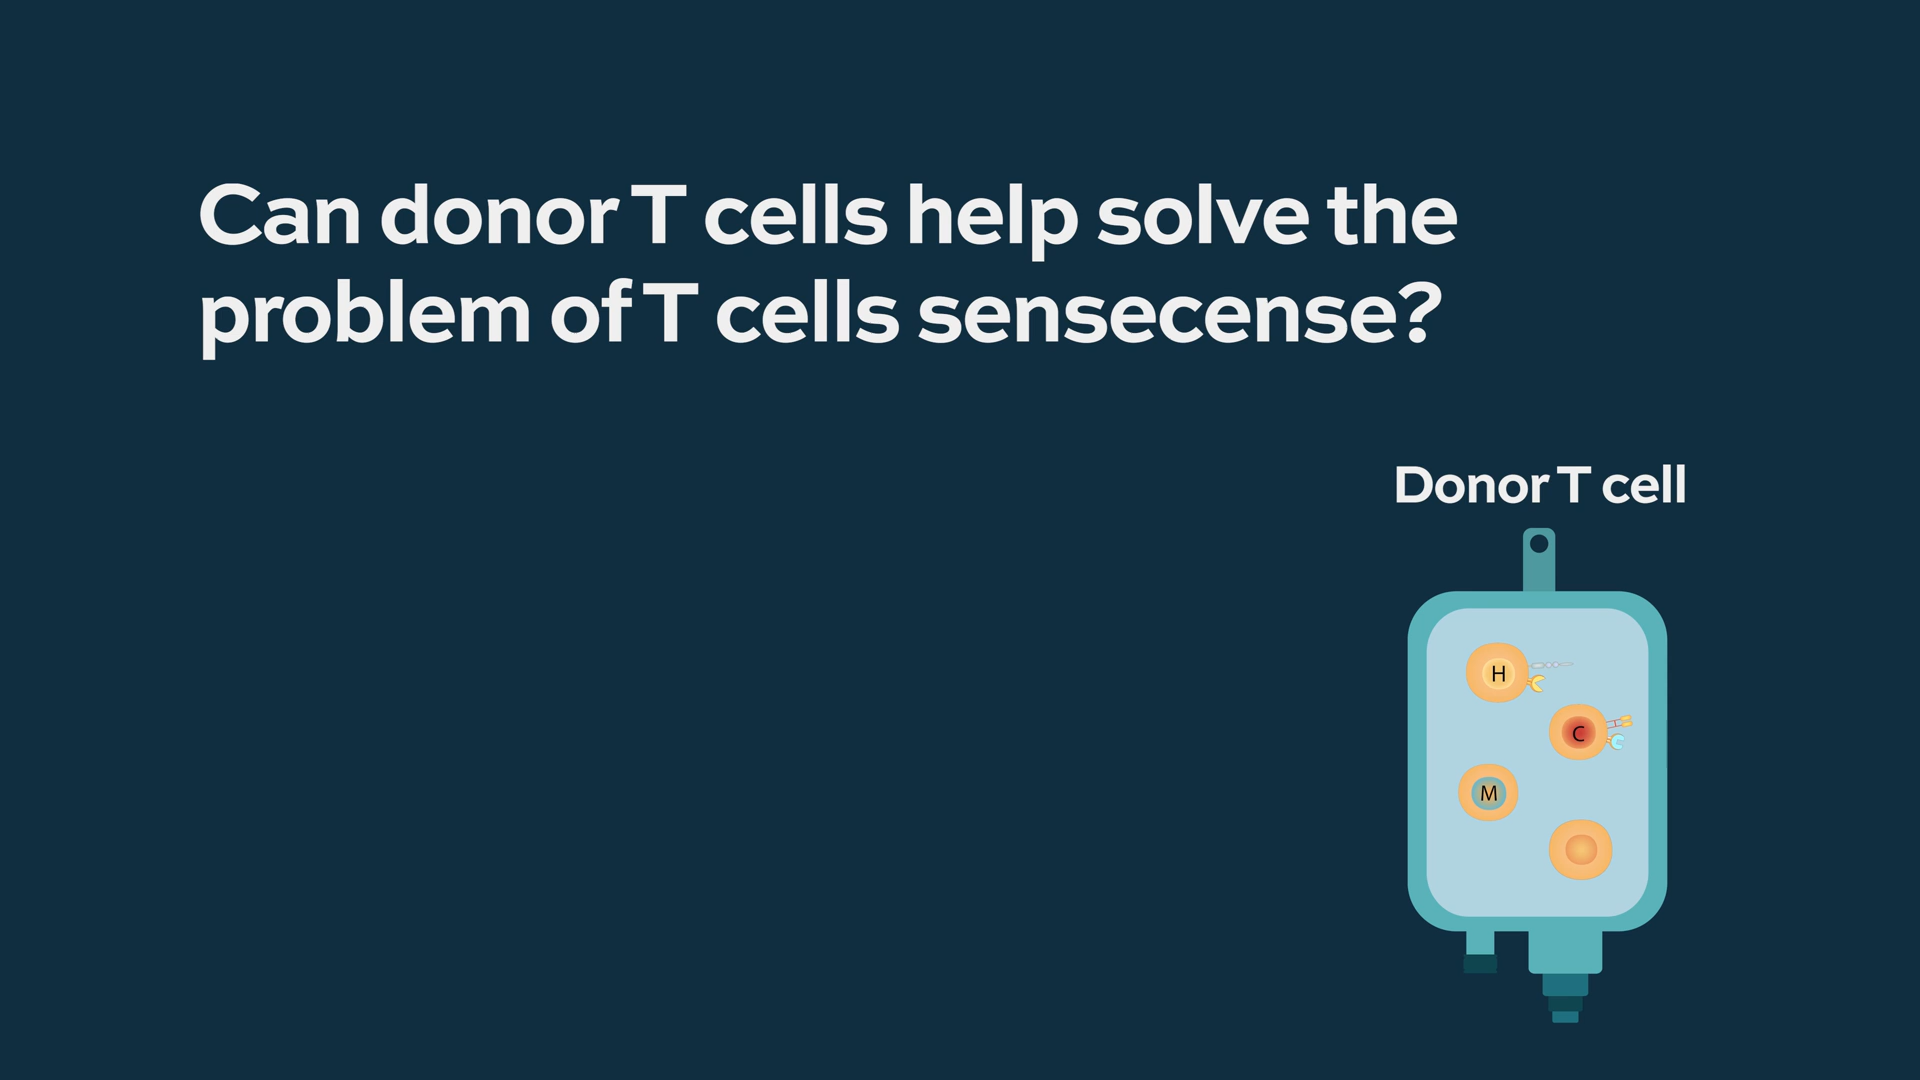 Can donor T cells help solve the
problem of T cells sensecense?
Donor T cell
H
C
M